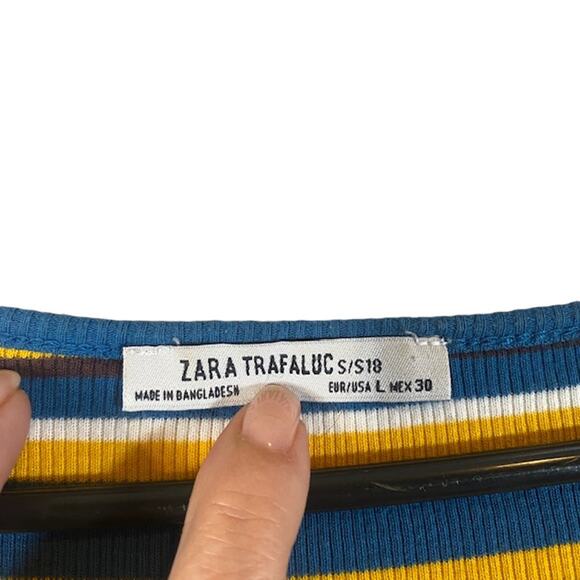 ZARA TRAFALUC S/S18
MADE IN BANGLADESH EUR/USA L MEX 30